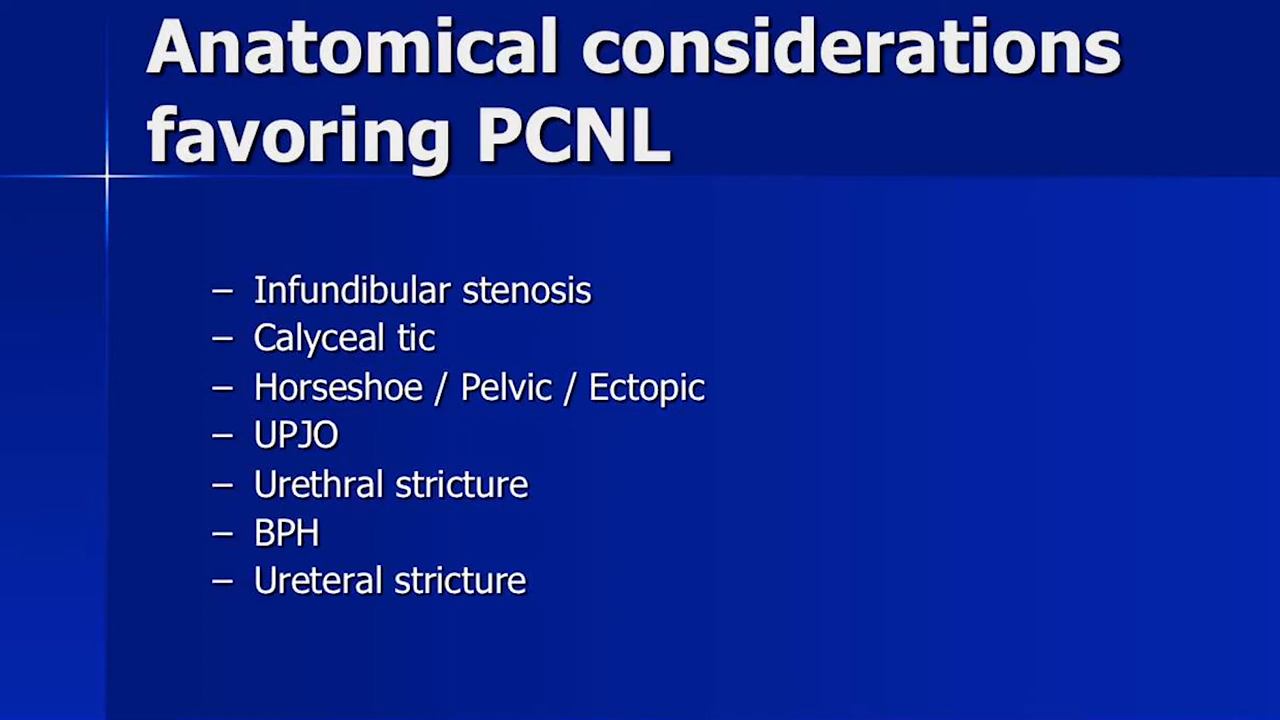 Anatomical considerations
favoring PCNL
– Infundibular stenosis
– Calyceal tic
– Horseshoe / Pelvic / Ectopic
– UPJO
– Urethral stricture
– BPH
– Ureteral stricture